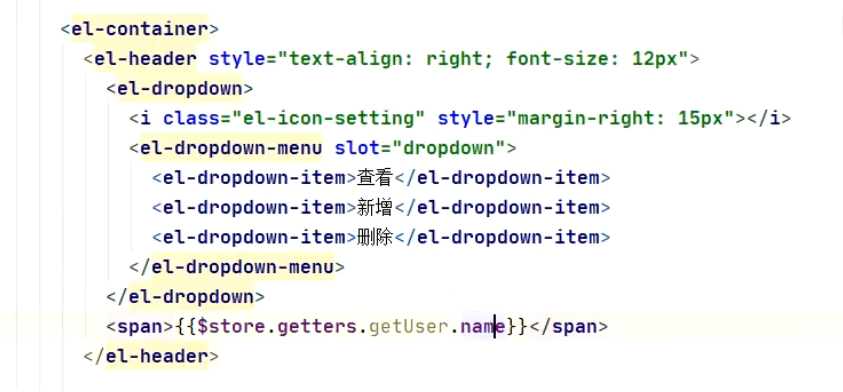 <el-container>
<el-header style="text-align: right; font-size: 12px">
<el-dropdown>
<i class="el-icon-setting" style="margin-right: 15px"></i>
<el-dropdown-menu slot="dropdown">
<el-dropdown-item>查看</el-dropdown-item>
<el-dropdown-item>新增</el-dropdown-item>
<el-dropdown-item>删除</el-dropdown-item>
</el-dropdown-menu>
</el-dropdown>
<span>{{$store.getters.getUser.name}}</span>
</el-header>